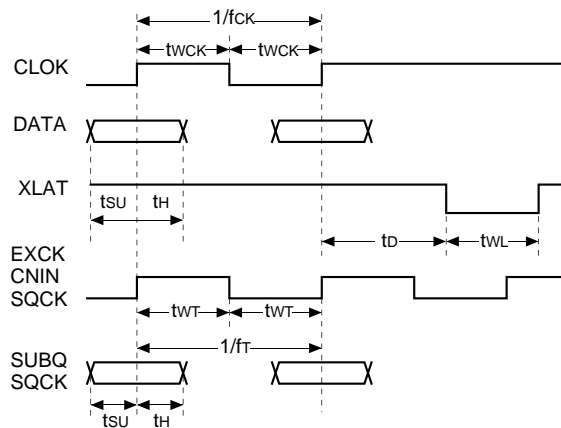 1/fCK
tWCK tWCK
CLOK
DATA
XLAT
tSU tH
tD tWL
EXCK
CNIN
SQCK
tWT tWT
1/fT
SUBQ
SQCK
tSU tH